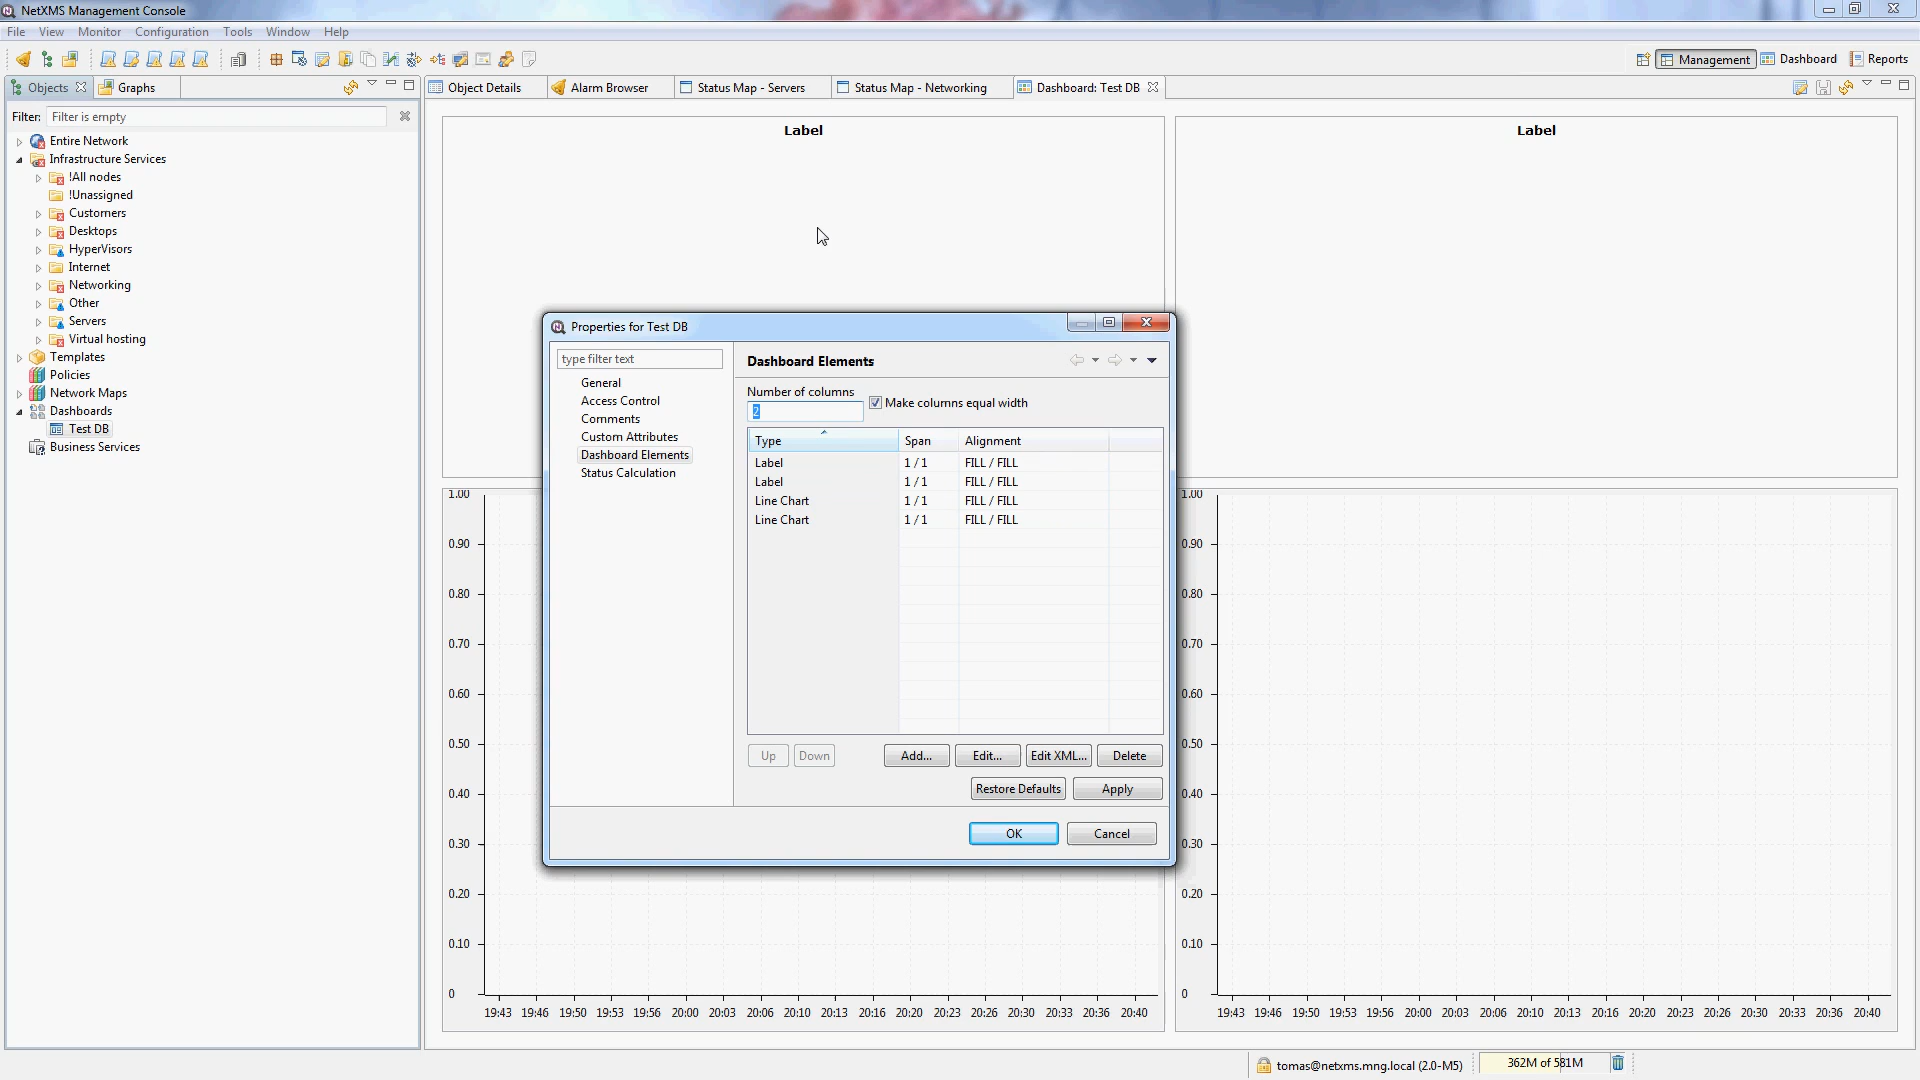 NetXMS Management Console
File View Monitor Configuration Tools Window Help
Management Dashboard Reports
Objects Graphs
Object Details Alarm Browser Status Map - Servers Status Map - Networking Dashboard: Test DB
Filter: Filter is empty
Entire Network
Infrastructure Services
!All nodes
!Unassigned
Customers
Desktops
HyperVisors
Internet
Networking
Other
Servers
Virtual hosting
Templates
Policies
Network Maps
Dashboards
Test DB
Business Services
Label
Label
Properties for Test DB
type filter text
General
Access Control
Comments
Custom Attributes
Dashboard Elements
Status Calculation
Dashboard Elements
Number of columns
2
Make columns equal width
Type Span Alignment
Label 1 / 1 FILL / FILL
Label 1 / 1 FILL / FILL
Line Chart 1 / 1 FILL / FILL
Line Chart 1 / 1 FILL / FILL
Up Down Add... Edit... Edit XML... Delete
Restore Defaults Apply
OK Cancel
1.00
0.90
0.80
0.70
0.60
0.50
0.40
0.30
0.20
0.10
0
19:43 19:46 19:50 19:53 19:56 20:00 20:03 20:06 20:10 20:13 20:16 20:20 20:23 20:26 20:30 20:33 20:36 20:40
1.00
0.90
0.80
0.70
0.60
0.50
0.40
0.30
0.20
0.10
0
19:43 19:46 19:50 19:53 19:56 20:00 20:03 20:06 20:10 20:13 20:16 20:20 20:23 20:26 20:30 20:33 20:36 20:40
tomas@netxms.mng.local (2.0-M5)
362M of 581M